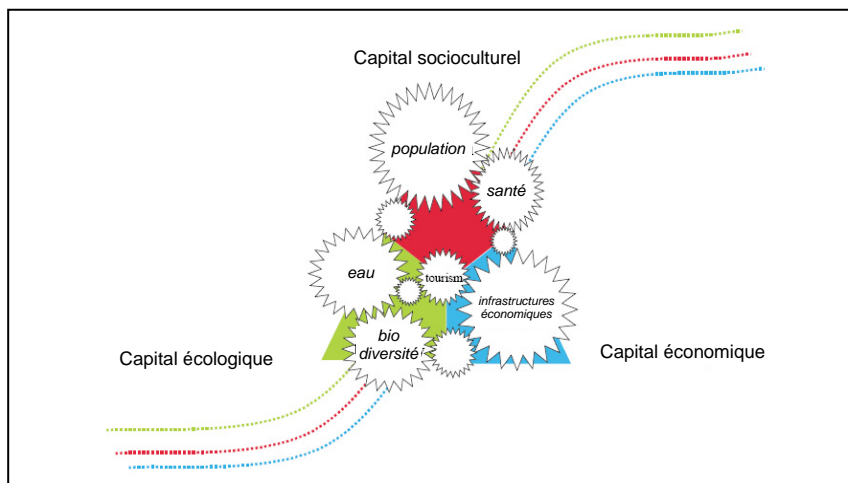 Capital socioculturel
population
santé
eau
tourism
infrastructures
économiques
bio
diversité
Capital écologique
Capital économique